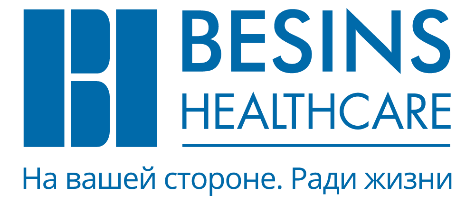 BESINS
HEALTHCARE
На вашей стороне. Ради жизни